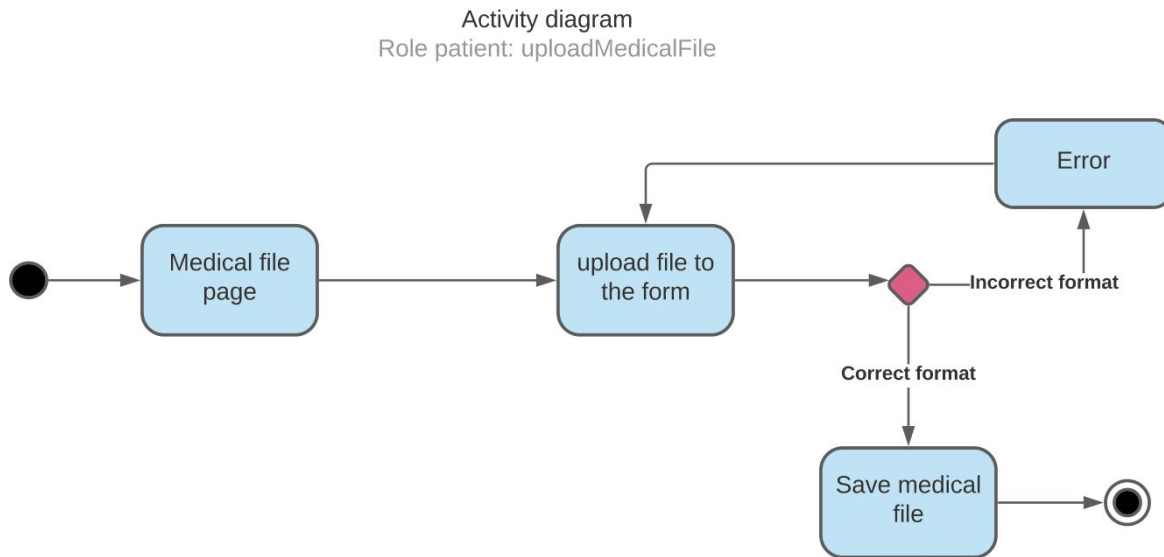 Activity diagram
Role patient: uploadMedicalFile
Error
Medical file
page
upload file to
the form
Incorrect format
Correct format
Save medical
file